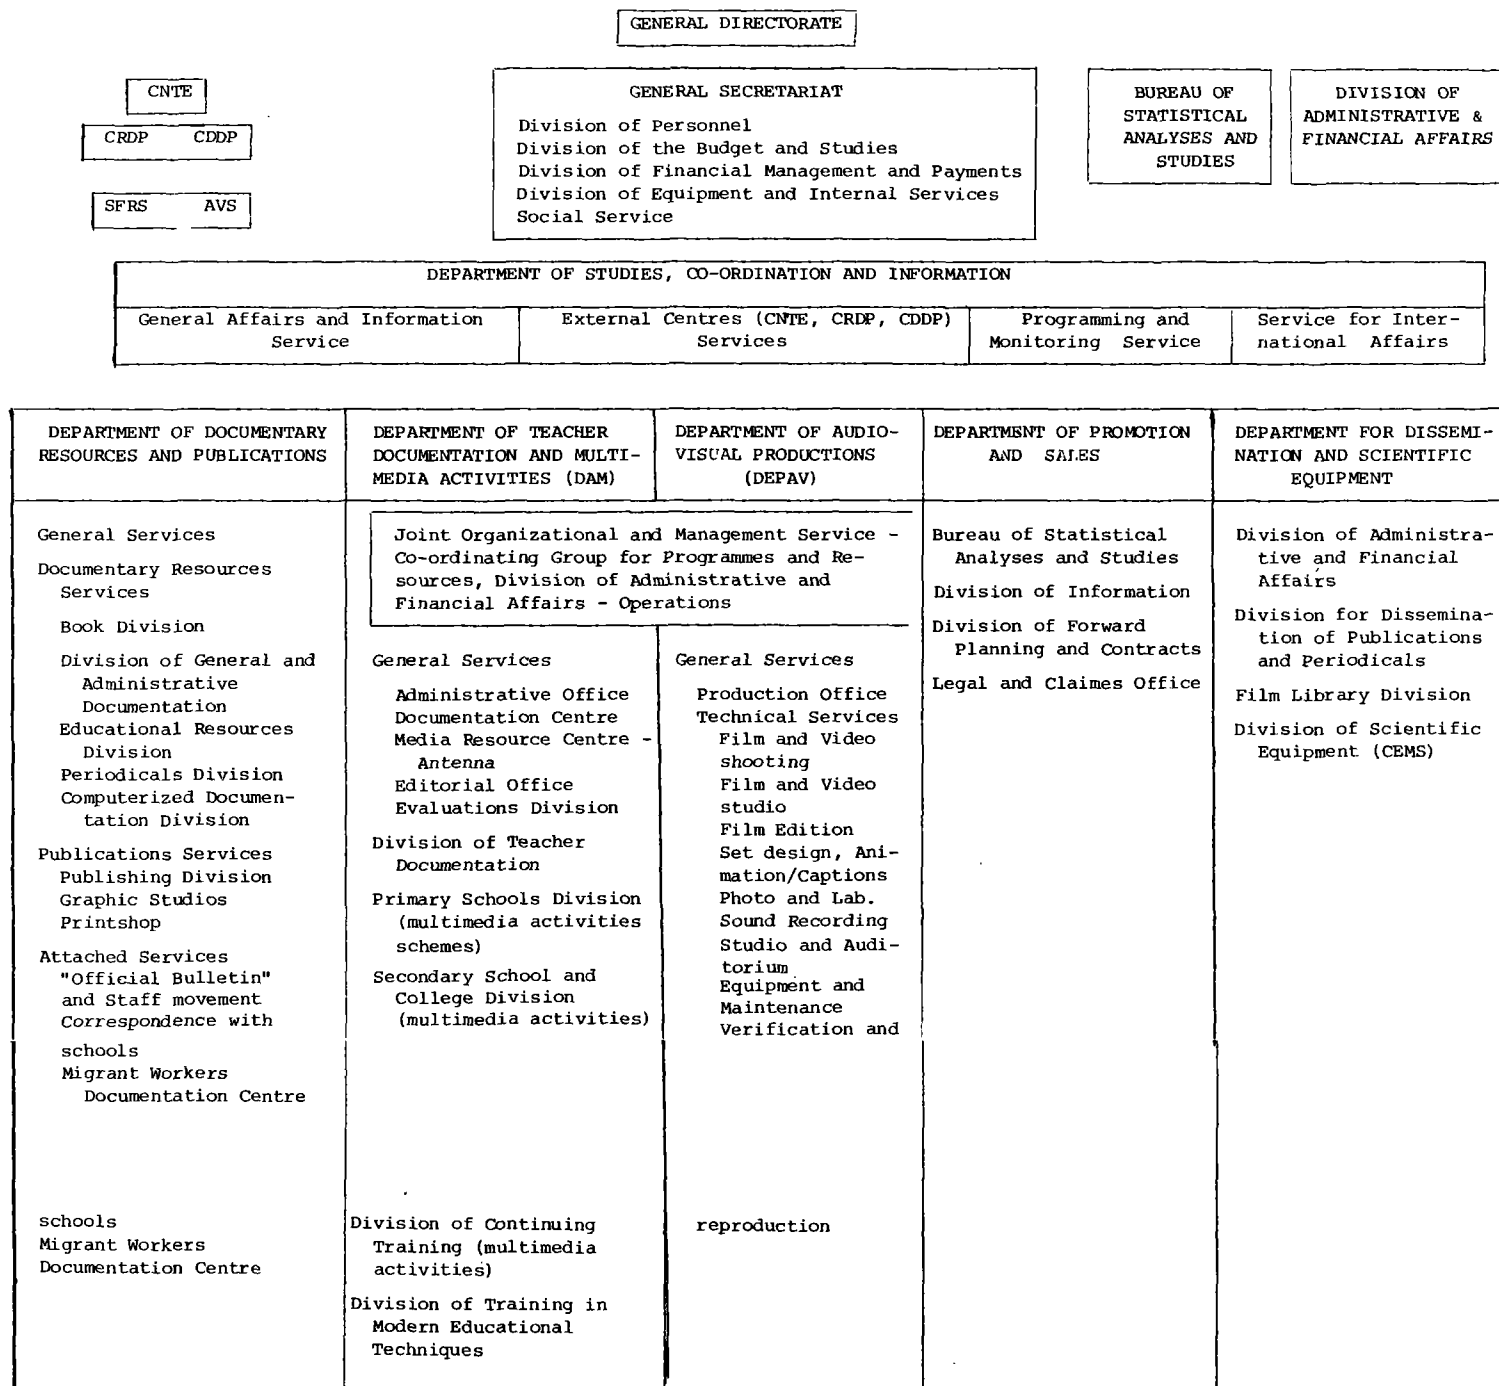 GENERAL DIRECTORATE
CNTE
CRDP CDDP
SFRS AVS
GENERAL SECRETARIAT
Division of Personnel
Division of the Budget and Studies
Division of Financial Management and Payments
Division of Equipment and Internal Services
Social Service
BUREAU OF
STATISTICAL
ANALYSES AND
STUDIES
DIVISION OF
ADMINISTRATIVE &
FINANCIAL AFFAIRS
DEPARTMENT OF STUDIES, CO-ORDINATION AND INFORMATION
General Affairs and Information
Service
External Centres (CNTE, CRDP, CDDP)
Services
Programming and
Monitoring Service
Service for Inter-
national Affairs
DEPARTMENT OF DOCUMENTARY
RESOURCES AND PUBLICATIONS
General Services
Documentary Resources
Services
Book Division
Division of General and
Administrative
Documentation
Educational Resources
Division
Periodicals Division
Computerized Documen-
tation Division
Publications Services
Publishing Division
Graphic Studios
Printshop
Attached Services
"Official Bulletin"
and Staff movement
Correspondence with
schools
Migrant Workers
Documentation Centre
schools
Migrant Workers
Documentation Centre
DEPARTMENT OF TEACHER
DOCUMENTATION AND MULTI-
MEDIA ACTIVITIES (DAM)
DEPARTMENT OF AUDIO-
VISUAL PRODUCTIONS
(DEPAV)
Joint Organizational and Management Service -
Co-ordinating Group for Programmes and Re-
sources, Division of Administrative and
Financial Affairs - Operations
General Services
Administrative Office
Documentation Centre
Media Resource Centre -
Antenna
Editorial Office
Evaluations Division
Division of Teacher
Documentation
Primary Schools Division
(multimedia activities
schemes)
Secondary School and
College Division
(multimedia activities)
Division of Continuing
Training (multimedia
activities)
Division of Training in
Modern Educational
Techniques
General Services
Production Office
Technical Services
Film and Video
shooting
Film and Video
studio
Film Edition
Set design, Ani-
mation/Captions
Photo and Lab.
Sound Recording
Studio and Audi-
torium
Equipment and
Maintenance
Verification and
reproduction
DEPARTMENT OF PROMOTION
AND SALES
Bureau of Statistical
Analyses and Studies
Division of Information
Division of Forward
Planning and Contracts
Legal and Claimes Office
DEPARTMENT FOR DISSEMI-
NATION AND SCIENTIFIC
EQUIPMENT
Division of Administra-
tive and Financial
Affairs
Division for Dissemina-
tion of Publications
and Periodicals
Film Library Division
Division of Scientific
Equipment (CEMS)